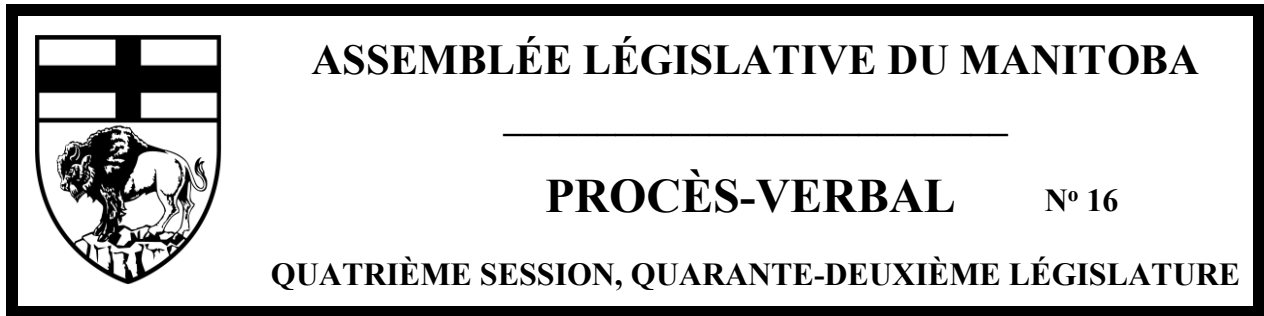 ASSEMBLÉE LÉGISLATIVE DU MANITOBA
PROCÈS-VERBAL Nº 16
QUATRIÈME SESSION, QUARANTE-DEUXIÈME LÉGISLATURE